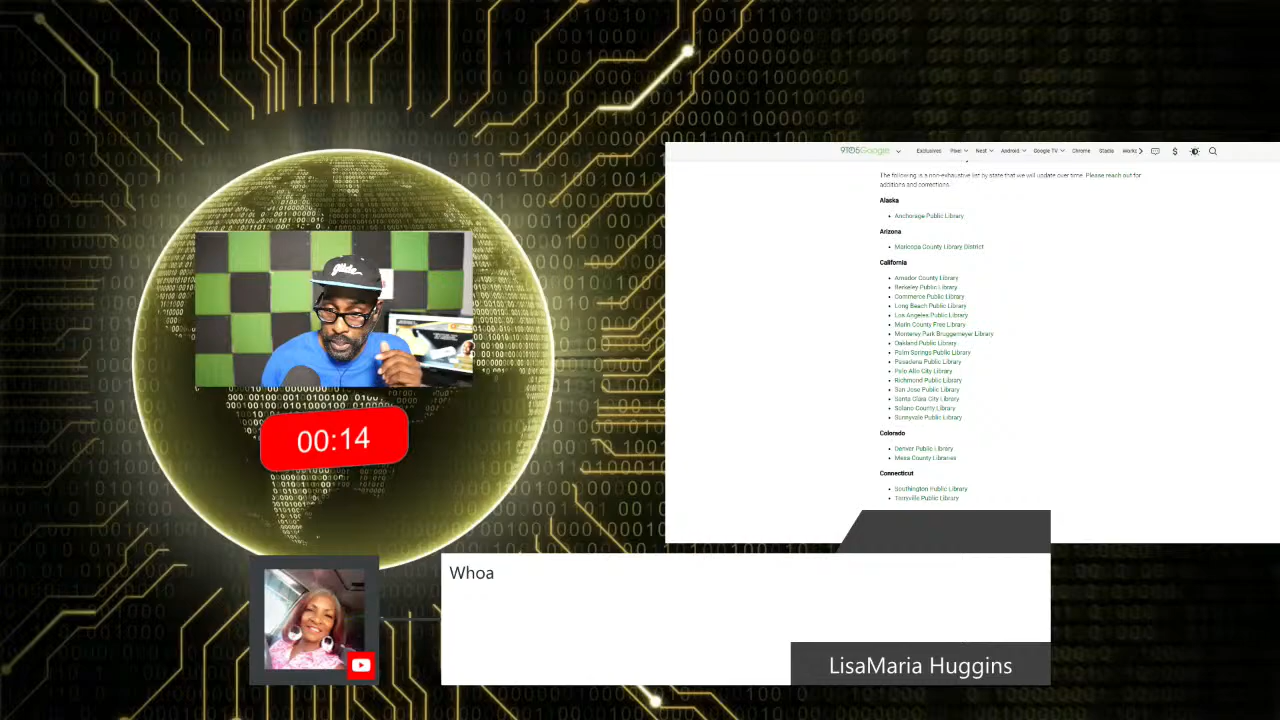 9TO5Google
Exclusives Pixel Nest Android Google TV Chrome Stadia Works
The following is a non-exhaustive list by state that we will update over time. Please reach out for
additions and corrections.
Alaska
Anchorage Public Library
Arizona
Maricopa County Library District
California
Amador County Library
Berkeley Public Library
Commerce Public Library
Long Beach Public Library
Los Angeles Public Library
Marin County Free Library
Monterey Park Bruggemeyer Library
Oakland Public Library
Palm Springs Public Library
Pasadena Public Library
Palo Alto City Library
Richmond Public Library
San Jose Public Library
Santa Clara City Library
Solano County Library
Sunnyvale Public Library
Colorado
Denver Public Library
Mesa County Libraries
Connecticut
Southington Public Library
Terryville Public Library
00:14
Whoa
LisaMaria Huggins